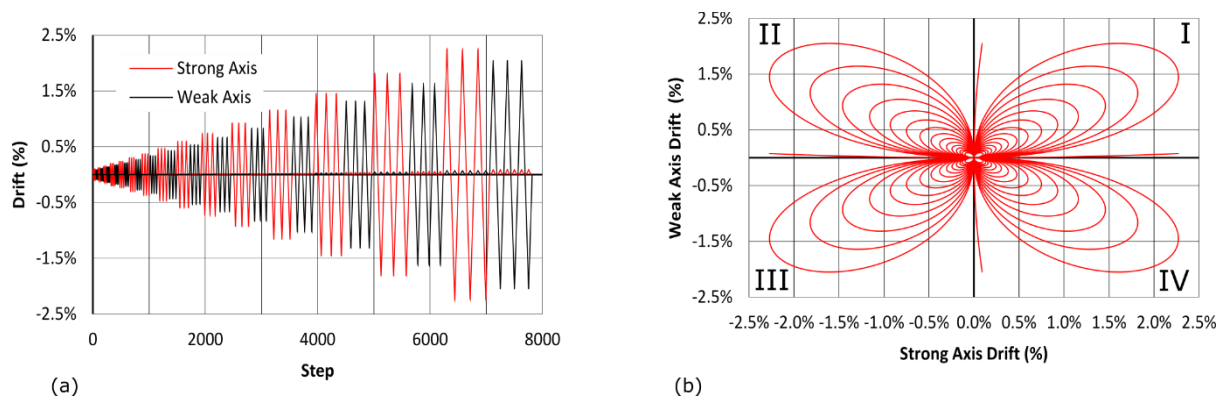 2.5%
1.5%
0.5%
-0.5%
-1.5%
-2.5%
Drift (%)
Strong Axis
Weak Axis
0 2000 4000 6000 8000
Step
(a)
2.5%
1.5%
0.5%
-0.5%
-1.5%
-2.5%
Weak Axis Drift (%)
II I
III IV
-2.5% -2.0% -1.5% -1.0% -0.5% 0.0% 0.5% 1.0% 1.5% 2.0% 2.5%
Strong Axis Drift (%)
(b)